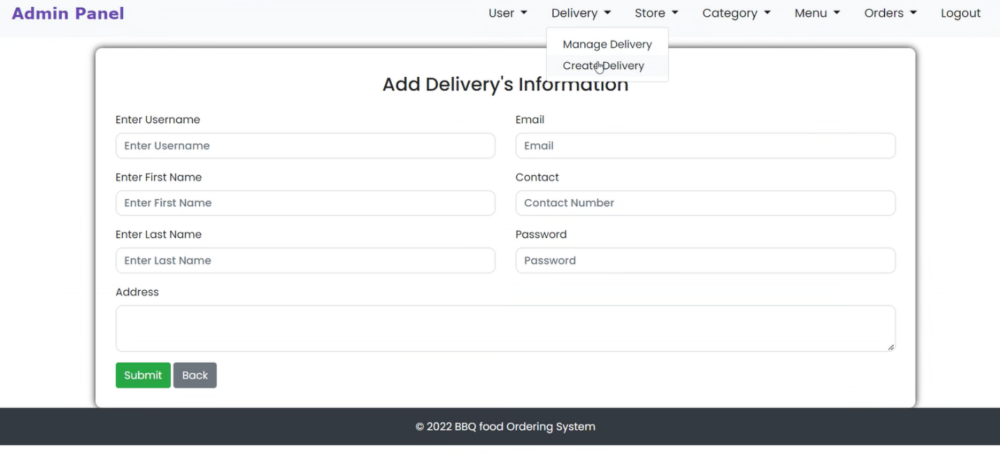 Admin Panel User Delivery Store Category Menu Orders Logout
Manage Delivery
Create Delivery
Add Delivery's Information
Enter Username Email
Enter Username Email
Enter First Name Contact
Enter First Name Contact Number
Enter Last Name Password
Enter Last Name Password
Address
Submit Back
© 2022 BBQ food Ordering System